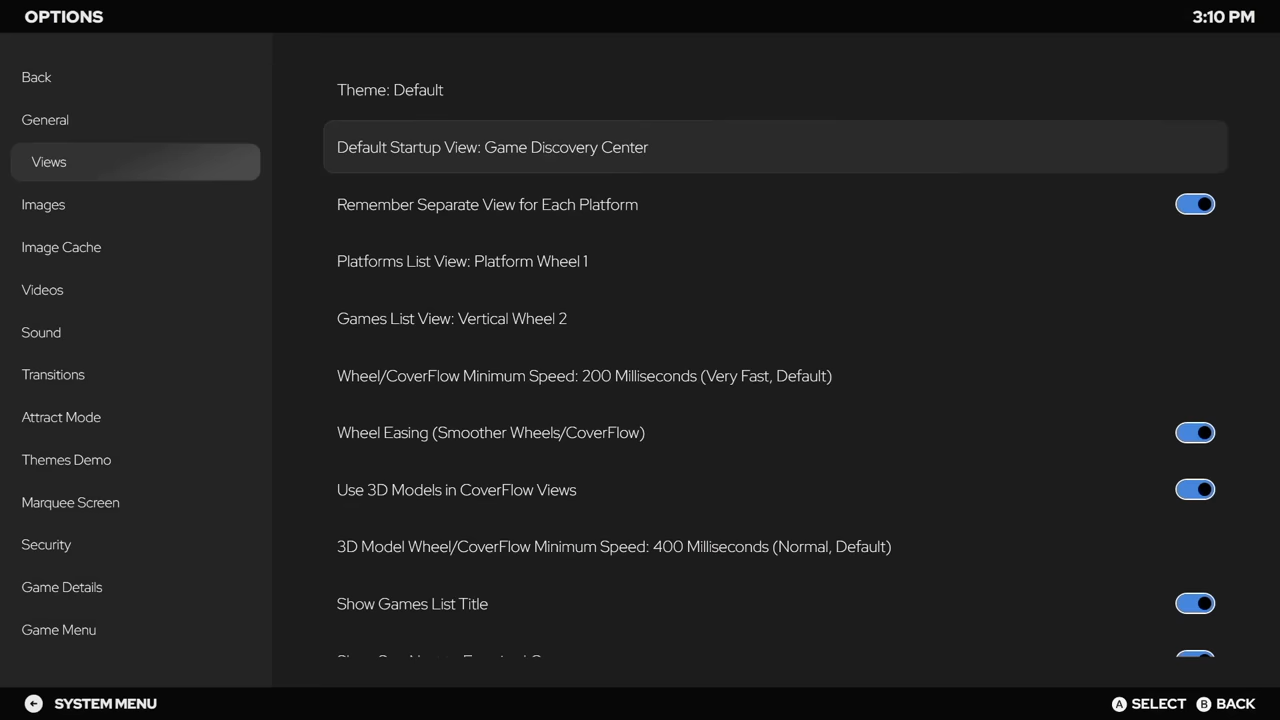 OPTIONS
3:10 PM
Back
General
Views
Images
Image Cache
Videos
Sound
Transitions
Attract Mode
Themes Demo
Marquee Screen
Security
Game Details
Game Menu
Theme: Default
Default Startup View: Game Discovery Center
Remember Separate View for Each Platform
Platforms List View: Platform Wheel 1
Games List View: Vertical Wheel 2
Wheel/CoverFlow Minimum Speed: 200 Milliseconds (Very Fast, Default)
Wheel Easing (Smoother Wheels/CoverFlow)
Use 3D Models in CoverFlow Views
3D Model Wheel/CoverFlow Minimum Speed: 400 Milliseconds (Normal, Default)
Show Games List Title
SYSTEM MENU
A SELECT B BACK